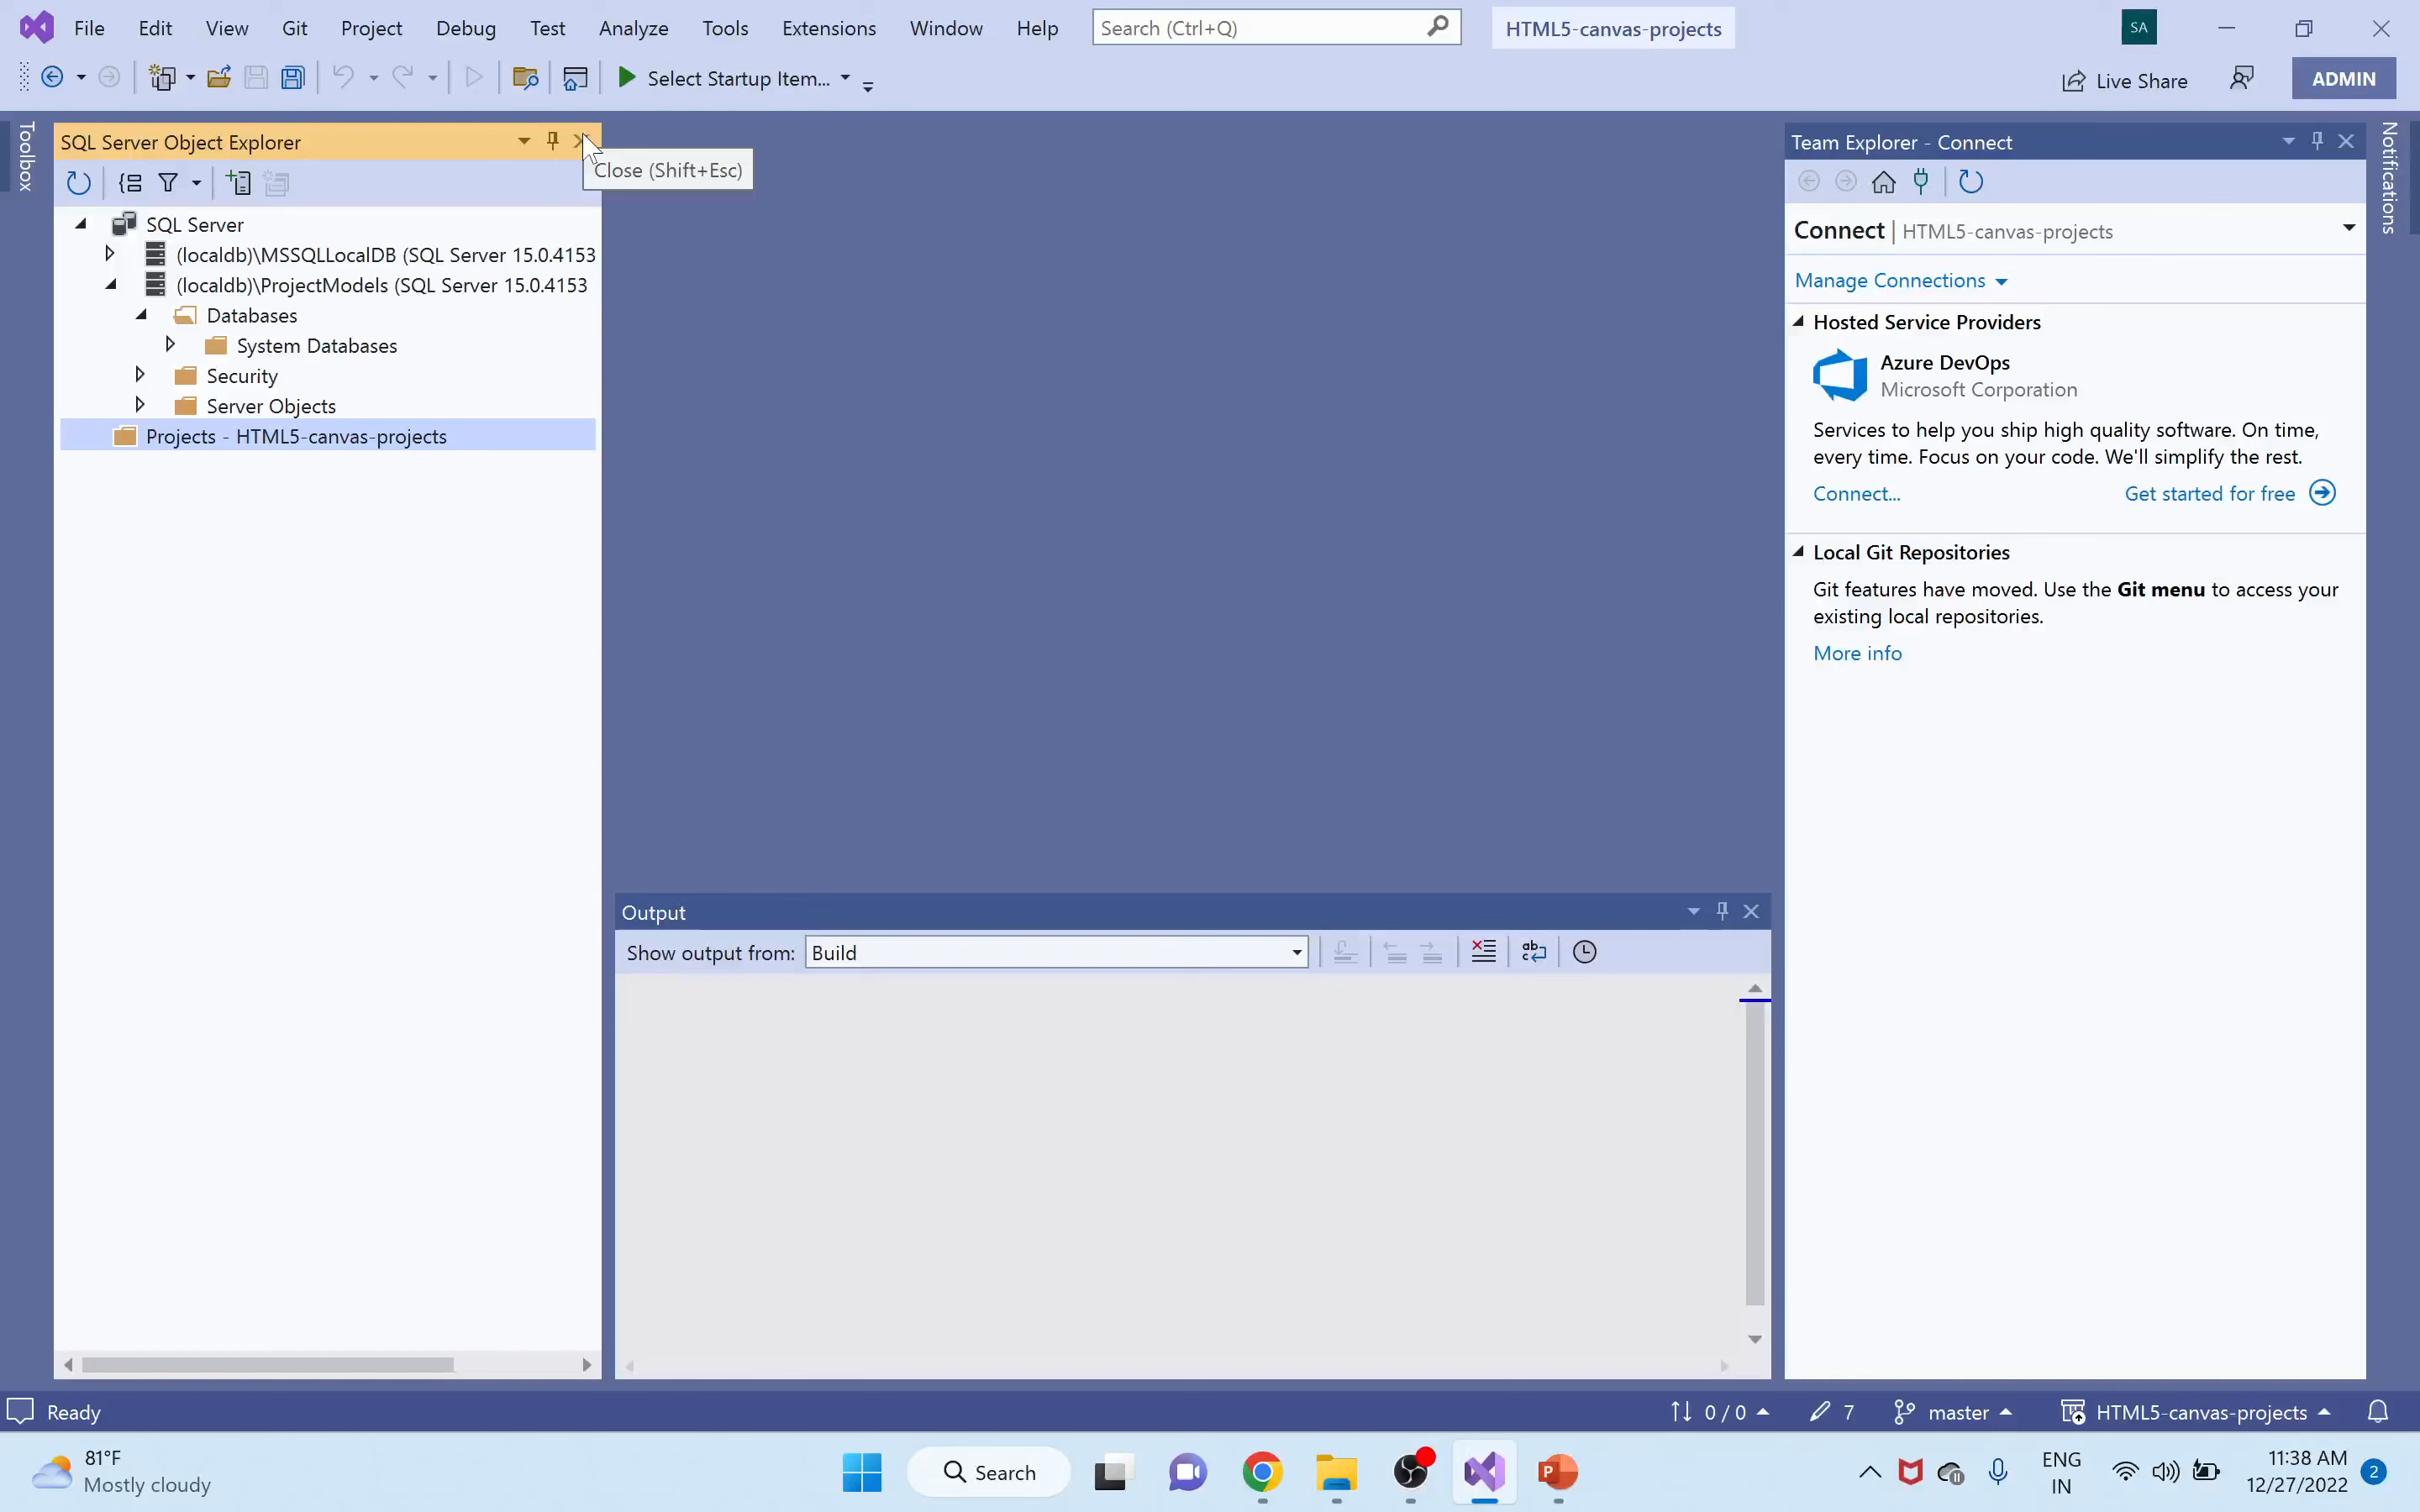 File Edit View Git Project Debug Test Analyze Tools Extensions Window Help Search (Ctrl+Q) HTML5-canvas-projects SA
Select Startup Item... Live Share ADMIN
Toolbox
SQL Server Object Explorer
Close (Shift+Esc)
SQL Server
(localdb)\MSSQLLocalDB (SQL Server 15.0.4153
(localdb)\ProjectModels (SQL Server 15.0.4153
Databases
System Databases
Security
Server Objects
Projects - HTML5-canvas-projects
Output
Show output from: Build
Team Explorer - Connect
Connect | HTML5-canvas-projects
Manage Connections
Hosted Service Providers
Azure DevOps
Microsoft Corporation
Services to help you ship high quality software. On time,
every time. Focus on your code. We'll simplify the rest.
Connect... Get started for free
Local Git Repositories
Git features have moved. Use the Git menu to access your
existing local repositories.
More info
Notifications
Ready 0 / 0 7 master HTML5-canvas-projects
81°F
Mostly cloudy
Search
ENG
IN
11:38 AM
12/27/2022
2